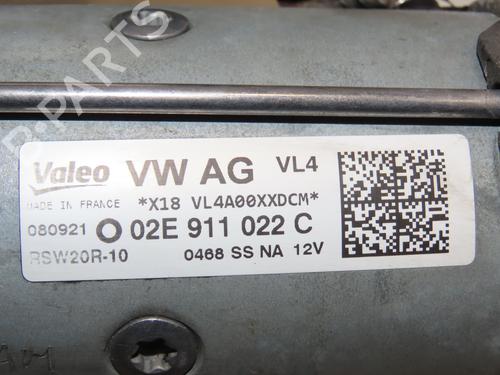 B-PARTS
Valeo VW AG VL4
MADE IN FRANCE *X18 VL4A00XXDCM*
080921 O 02E 911 022 C
RSW20R-10 0468 SS NA 12V